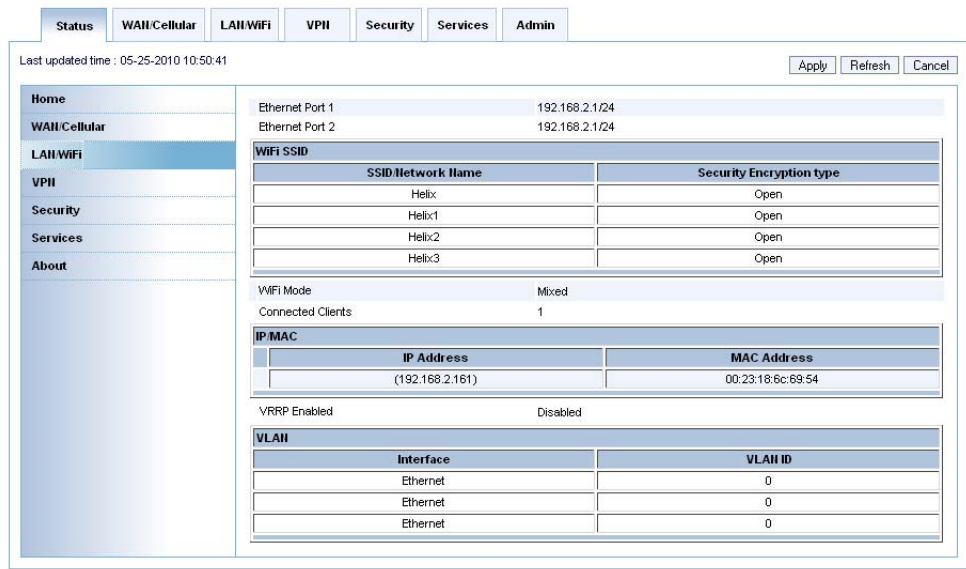 Status WAN/Cellular LAN/WiFi VPN Security Services Admin
Last updated time : 05-25-2010 10:50:41
Apply Refresh Cancel
Home
WAN/Cellular
LAN/WiFi
VPN
Security
Services
About
Ethernet Port 1 192.168.2.1/24
Ethernet Port 2 192.168.2.1/24
WiFi SSID
SSID/Network Name Security Encryption type
Helix Open
Helix1 Open
Helix2 Open
Helix3 Open
WiFi Mode Mixed
Connected Clients 1
IP/MAC
IP Address MAC Address
(192.168.2.161) 00:23:18:6c:69:54
VRRP Enabled Disabled
VLAN
Interface VLAN ID
Ethernet 0
Ethernet 0
Ethernet 0